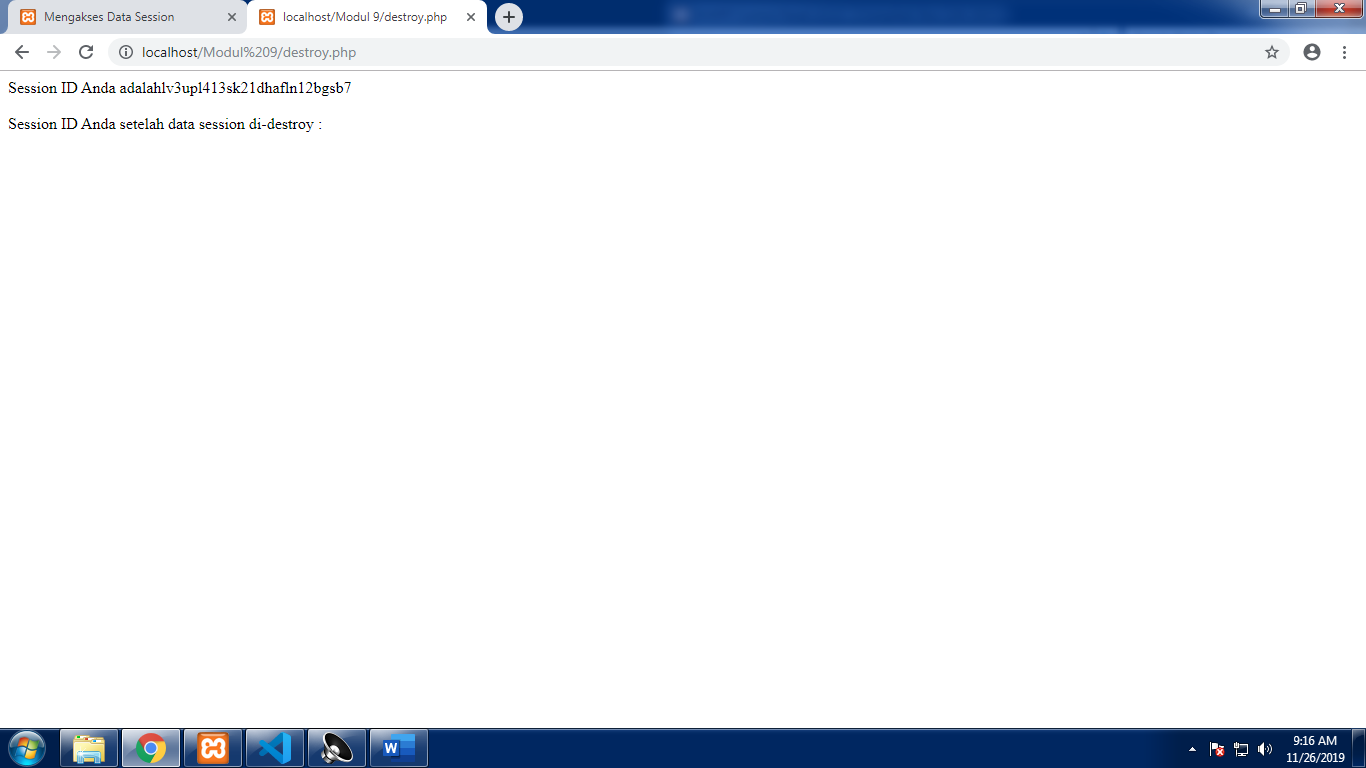 Mengakses Data Session
localhost/Modul 9/destroy.php
localhost/Modul%209/destroy.php
Session ID Anda adalahlv3upl413sk21dhafln12bgsb7
Session ID Anda setelah data session di-destroy :
W
9:16 AM
11/26/2019